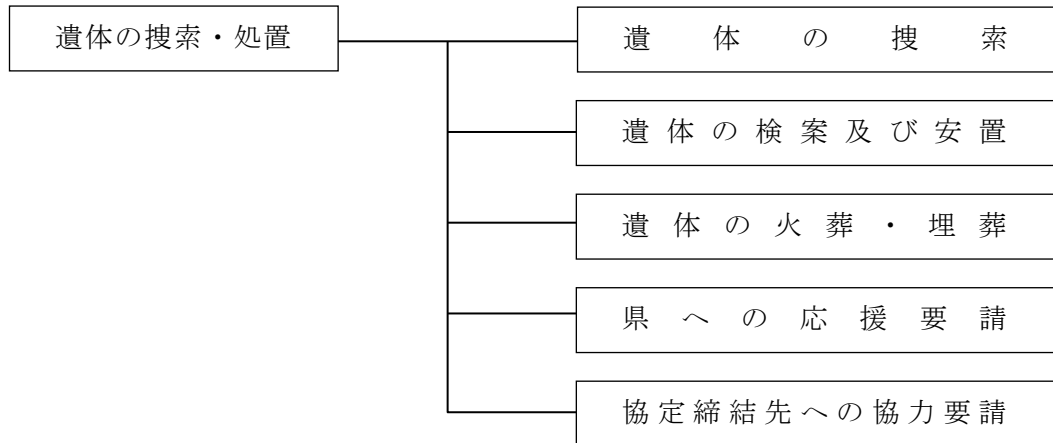 遺体の捜索・処置
遺体の捜索
遺体の検案及び安置
遺体の火葬・埋葬
県への応援要請
協定締結先への協力要請